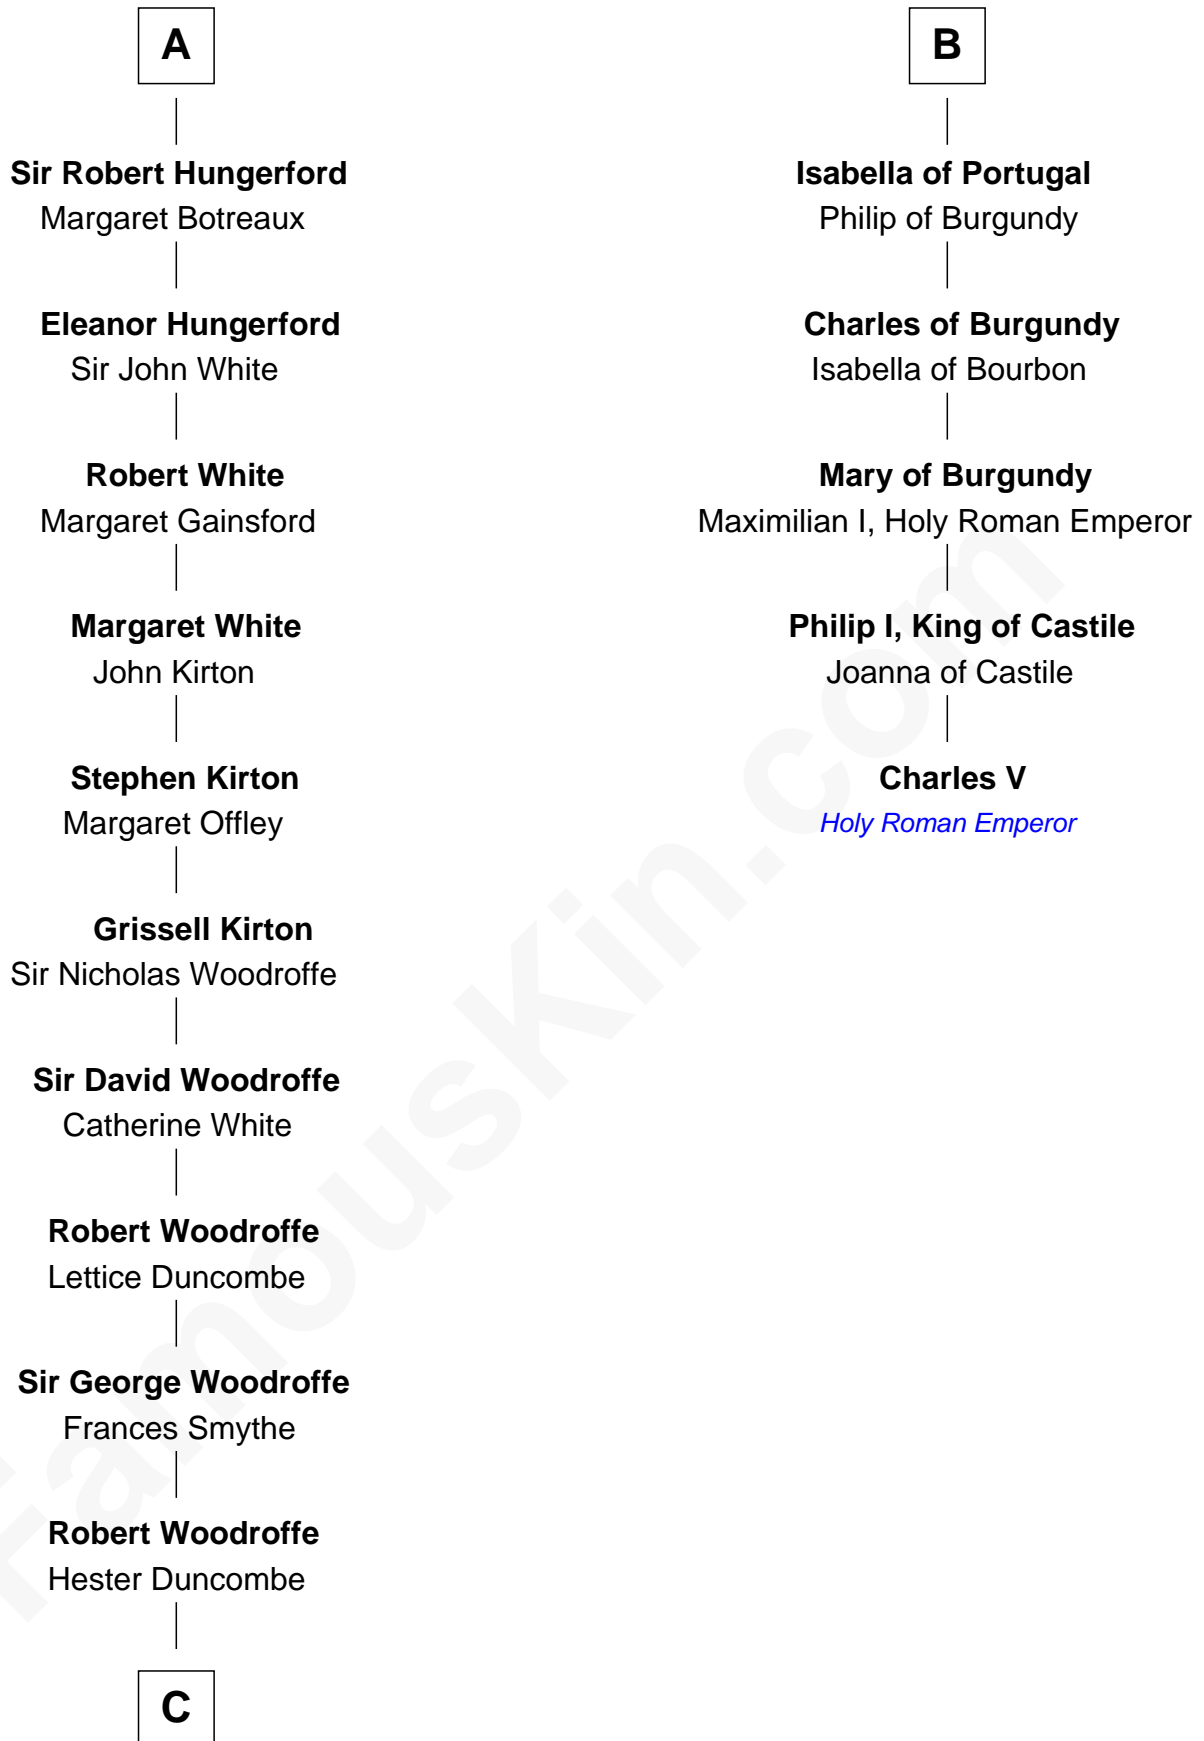 A
Sir Robert Hungerford
Margaret Botreaux
Eleanor Hungerford
Sir John White
Robert White
Margaret Gainsford
Margaret White
John Kirton
Stephen Kirton
Margaret Offley
Grissell Kirton
Sir Nicholas Woodroffe
Sir David Woodroffe
Catherine White
Robert Woodroffe
Lettice Duncombe
Sir George Woodroffe
Frances Smythe
Robert Woodroffe
Hester Duncombe
C
B
Isabella of Portugal
Philip of Burgundy
Charles of Burgundy
Isabella of Bourbon
Mary of Burgundy
Maximilian I, Holy Roman Emperor
Philip I, King of Castile
Joanna of Castile
Charles V
Holy Roman Emperor
FamousKin.com